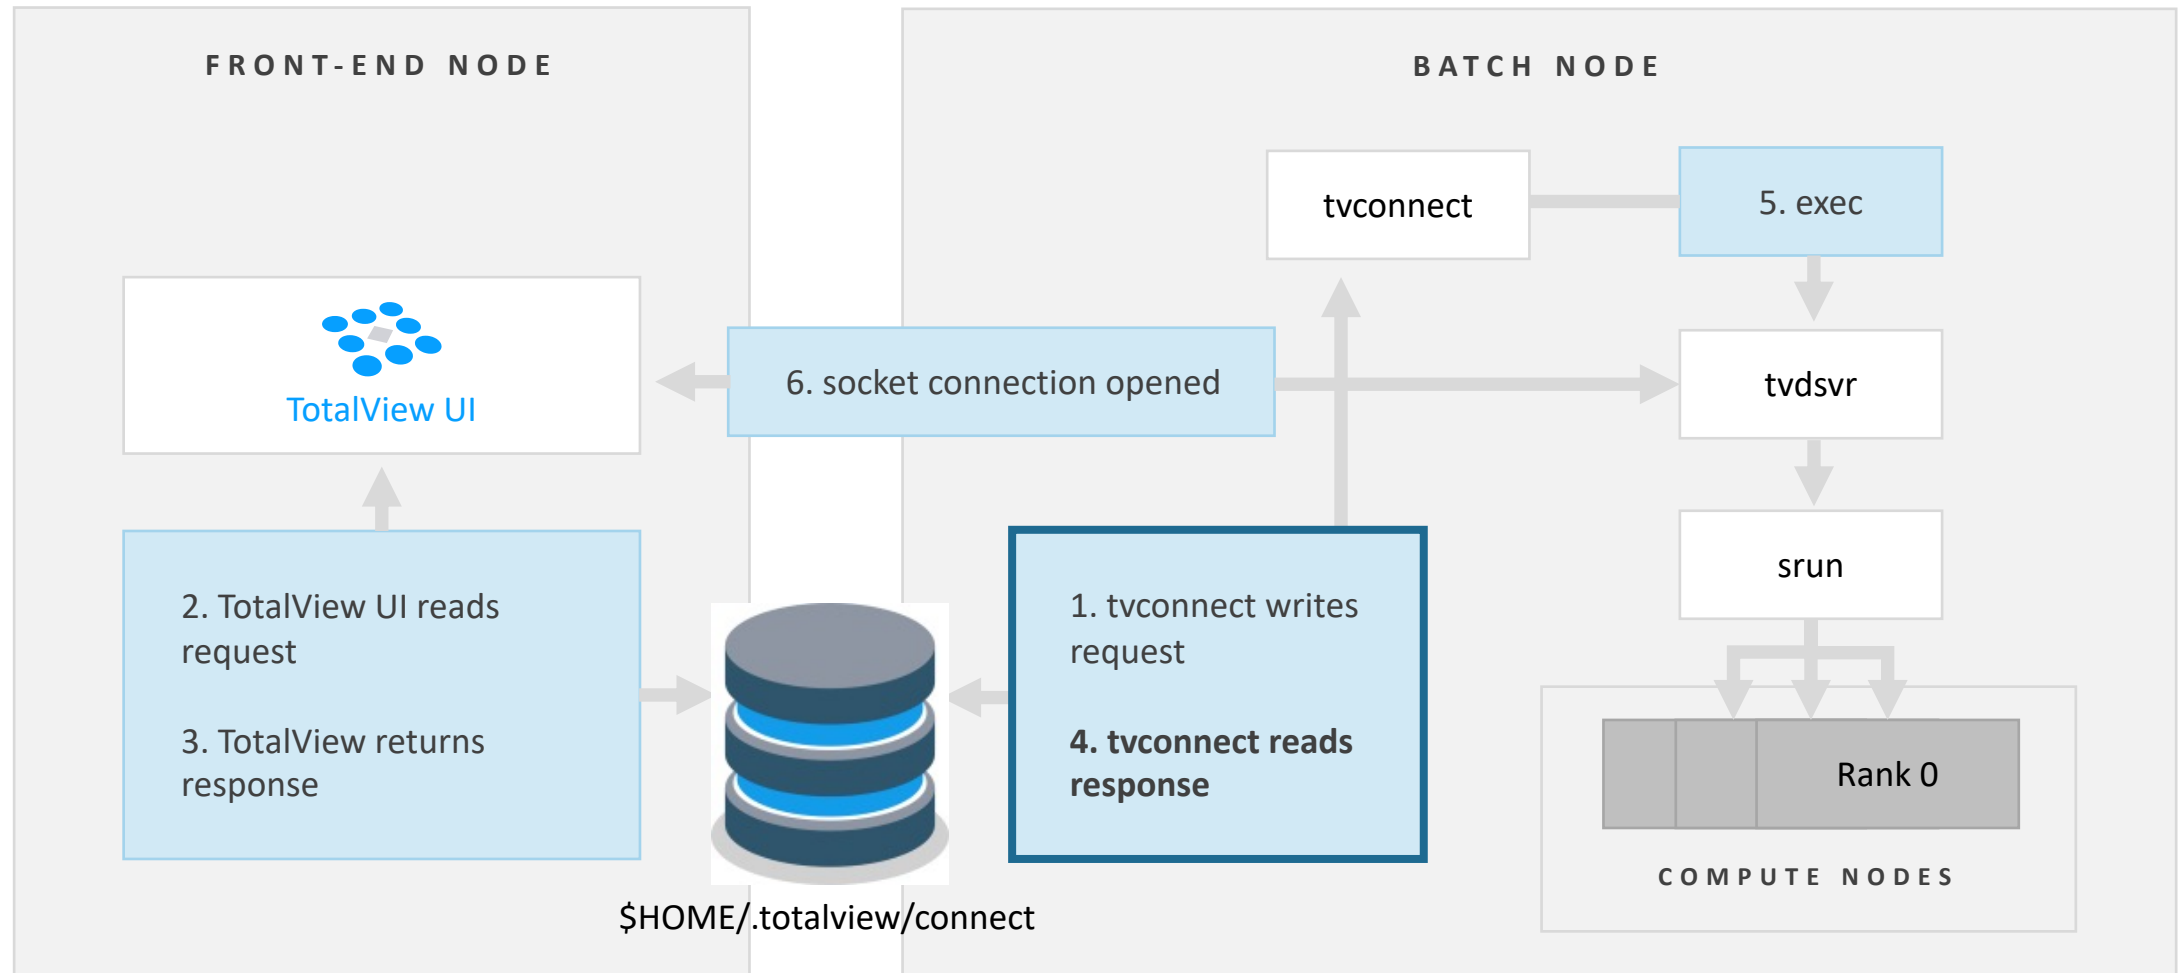 FRONT-END NODE
BATCH NODE
tvconnect
5. exec
TotalView UI
6. socket connection opened
tvdsvr
srun
2. TotalView UI reads
request
3. TotalView returns
response
1. tvconnect writes
request
4. tvconnect reads
response
Rank 0
COMPUTE NODES
$HOME/.totalview/connect